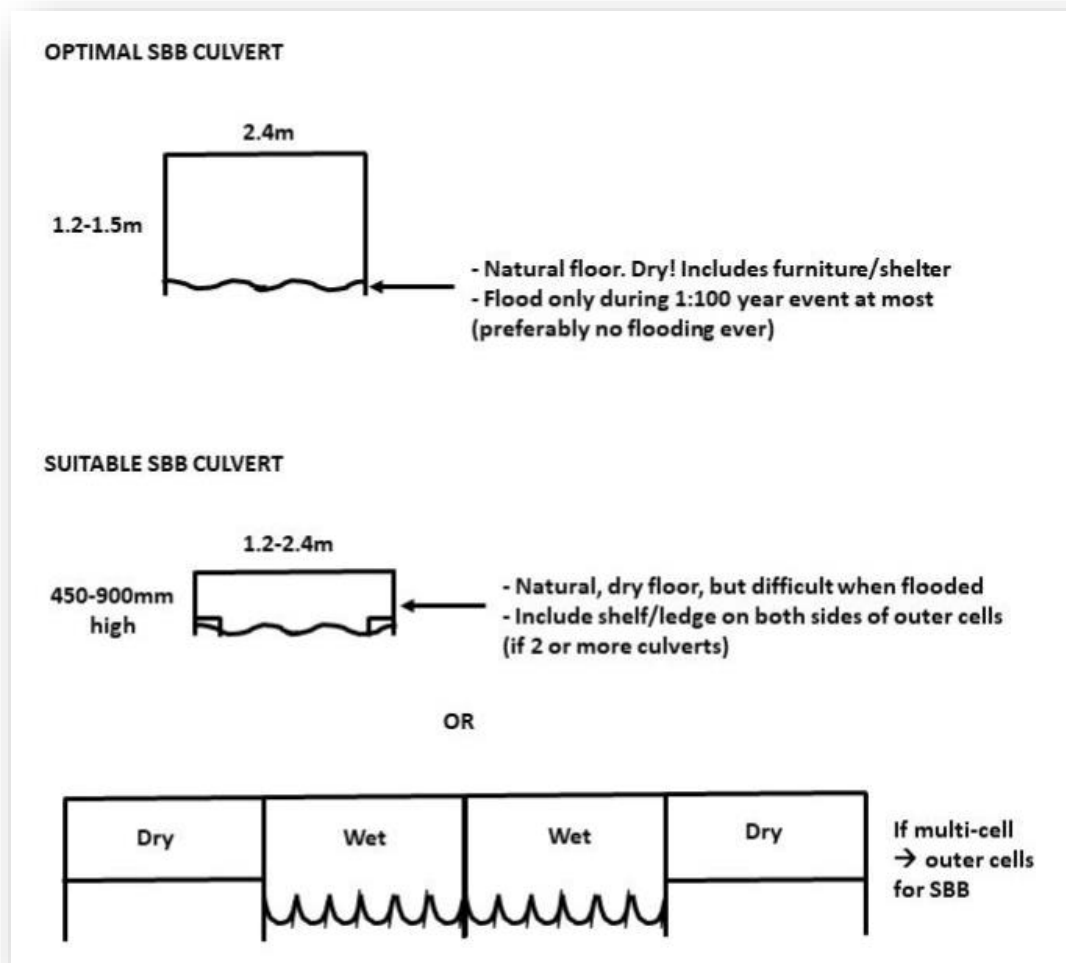 OPTIMAL SBB CULVERT
2.4m
1.2-1.5m
- Natural floor. Dry! Includes furniture/shelter
- Flood only during 1:100 year event at most
(preferably no flooding ever)
SUITABLE SBB CULVERT
1.2-2.4m
450-900mm
high
- Natural, dry floor, but difficult when flooded
- Include shelf/ledge on both sides of outer cells
(if 2 or more culverts)
OR
Dry
Wet
Wet
Dry
If multi-cell
→ outer cells
for SBB